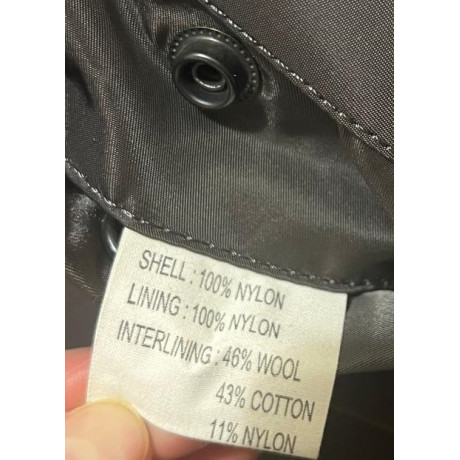 SHELL : 100% NYLON
LINING : 100% NYLON
INTERLINING : 46% WOOL
43% COTTON
11% NYLON